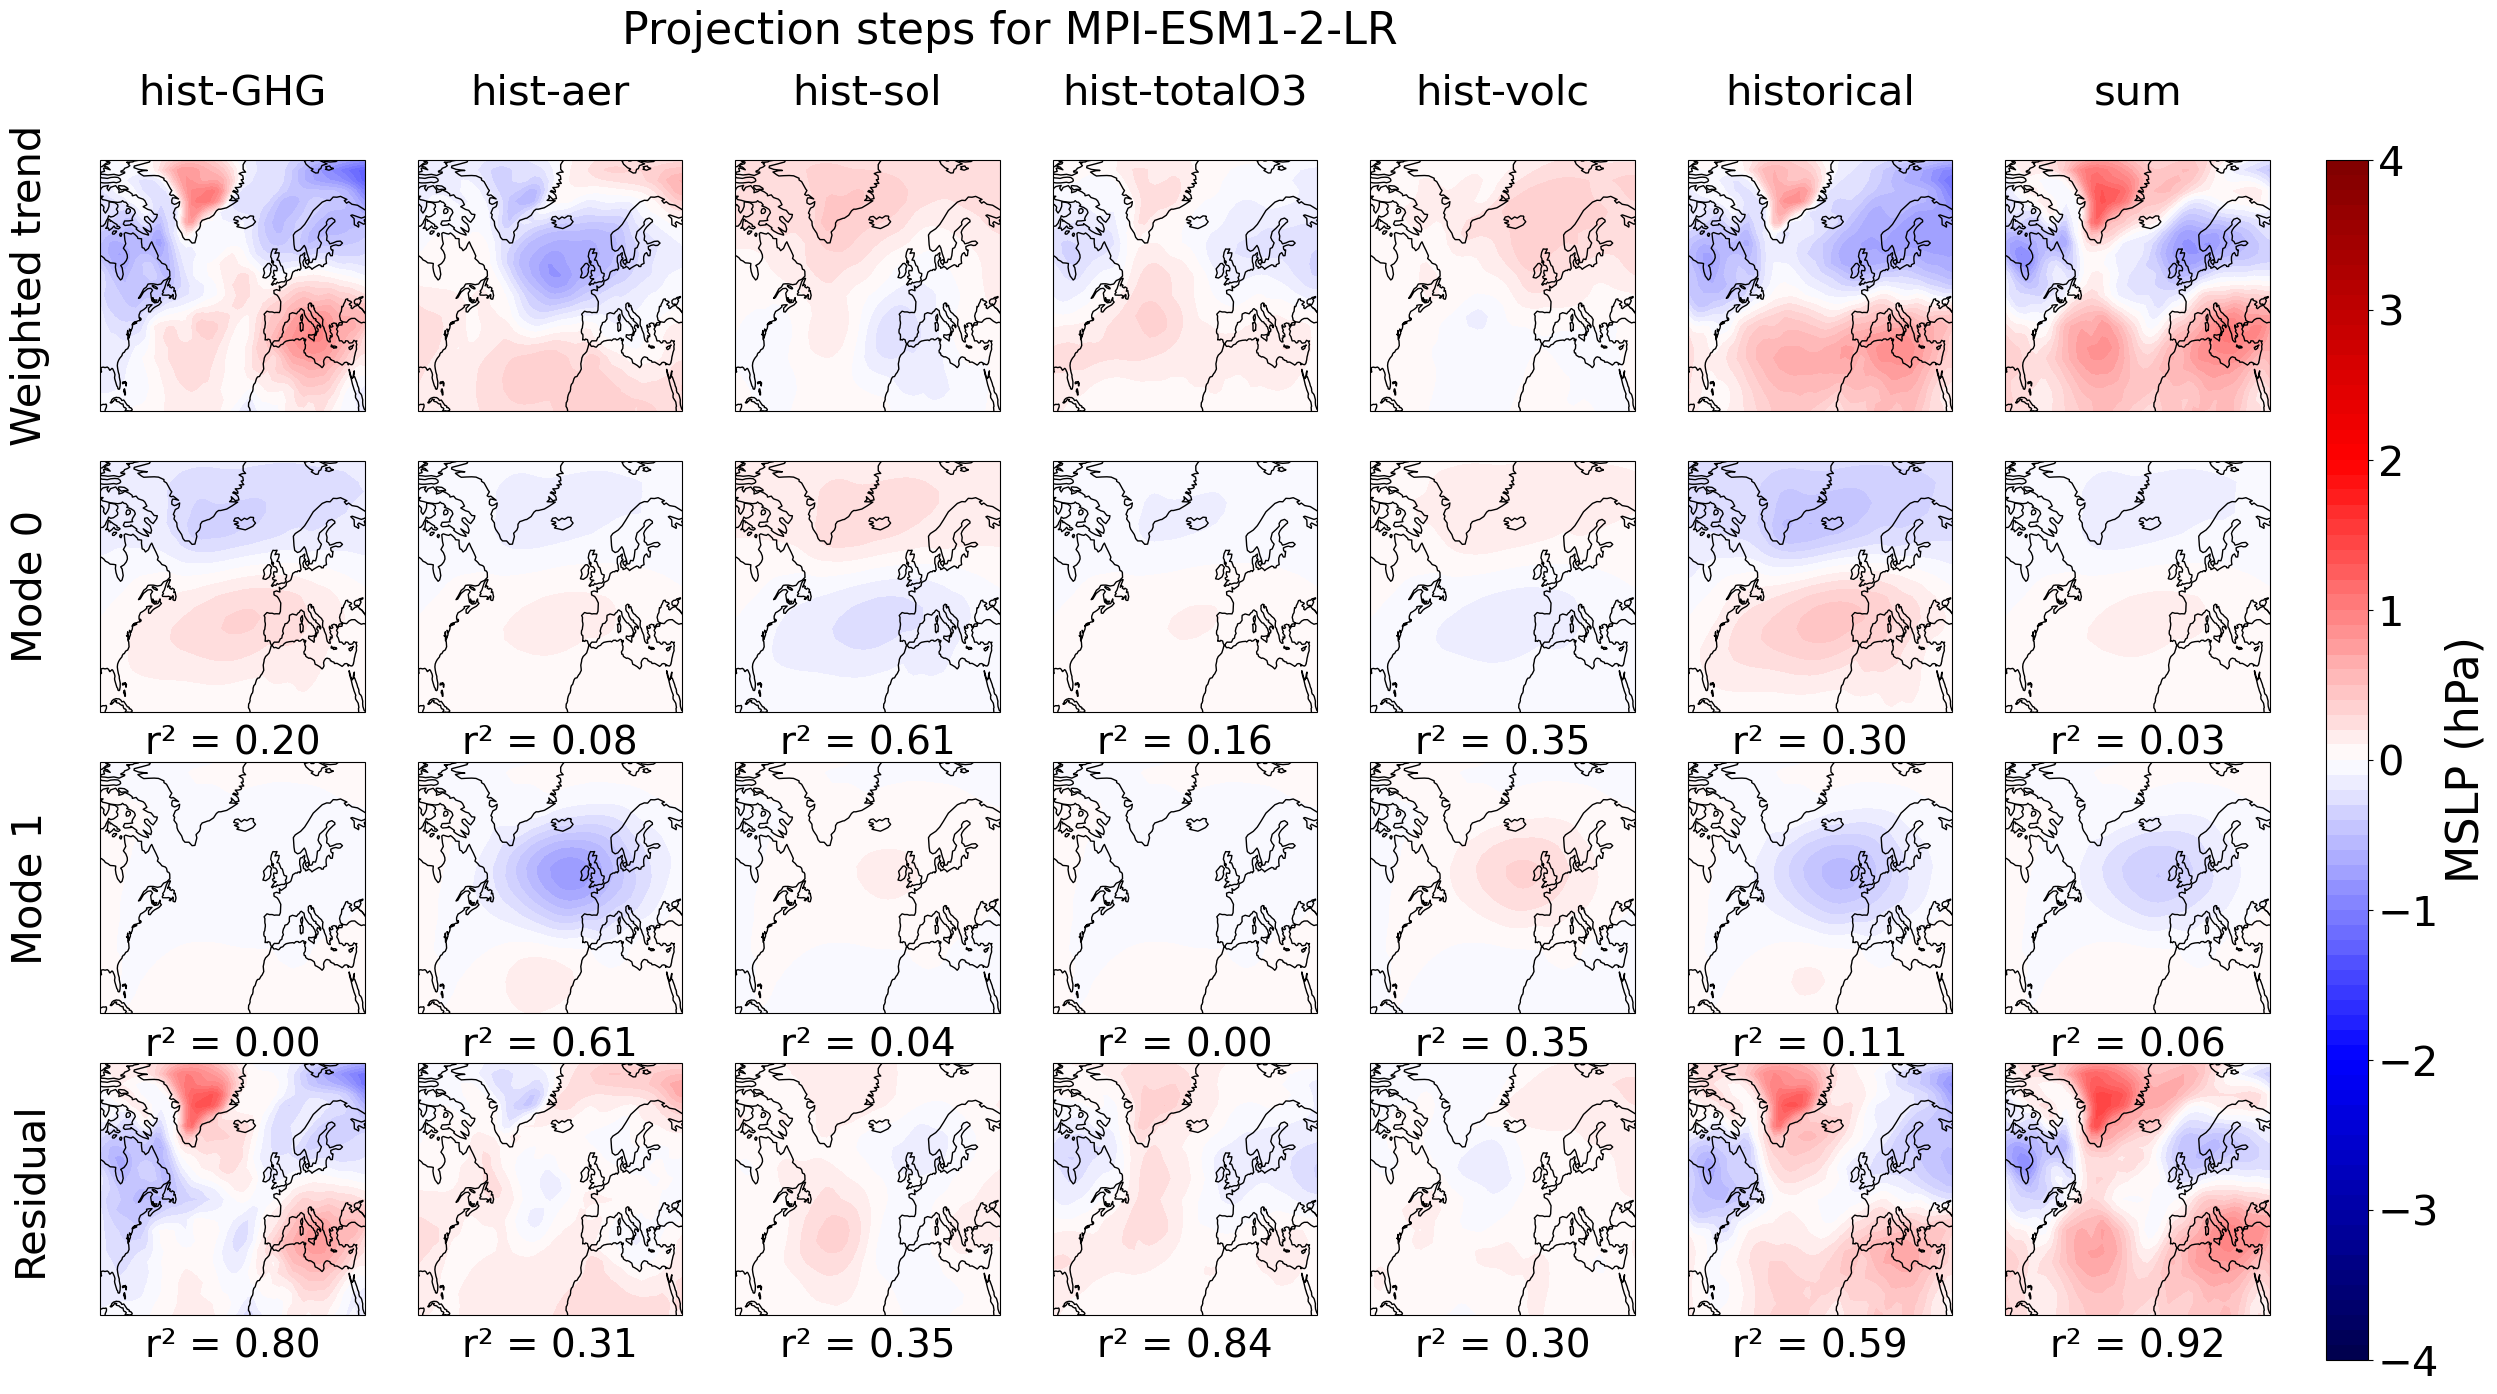 Projection steps for MPI-ESM1-2-LR
hist-GHG hist-aer hist-sol hist-totalO3 hist-volc historical sum
Weighted trend
Mode 0
r² = 0.20 r² = 0.08 r² = 0.61 r² = 0.16 r² = 0.35 r² = 0.30 r² = 0.03
Mode 1
r² = 0.00 r² = 0.61 r² = 0.04 r² = 0.00 r² = 0.35 r² = 0.11 r² = 0.06
Residual
r² = 0.80 r² = 0.31 r² = 0.35 r² = 0.84 r² = 0.30 r² = 0.59 r² = 0.92
4
3
2
1
0
−1
−2
−3
−4
MSLP (hPa)